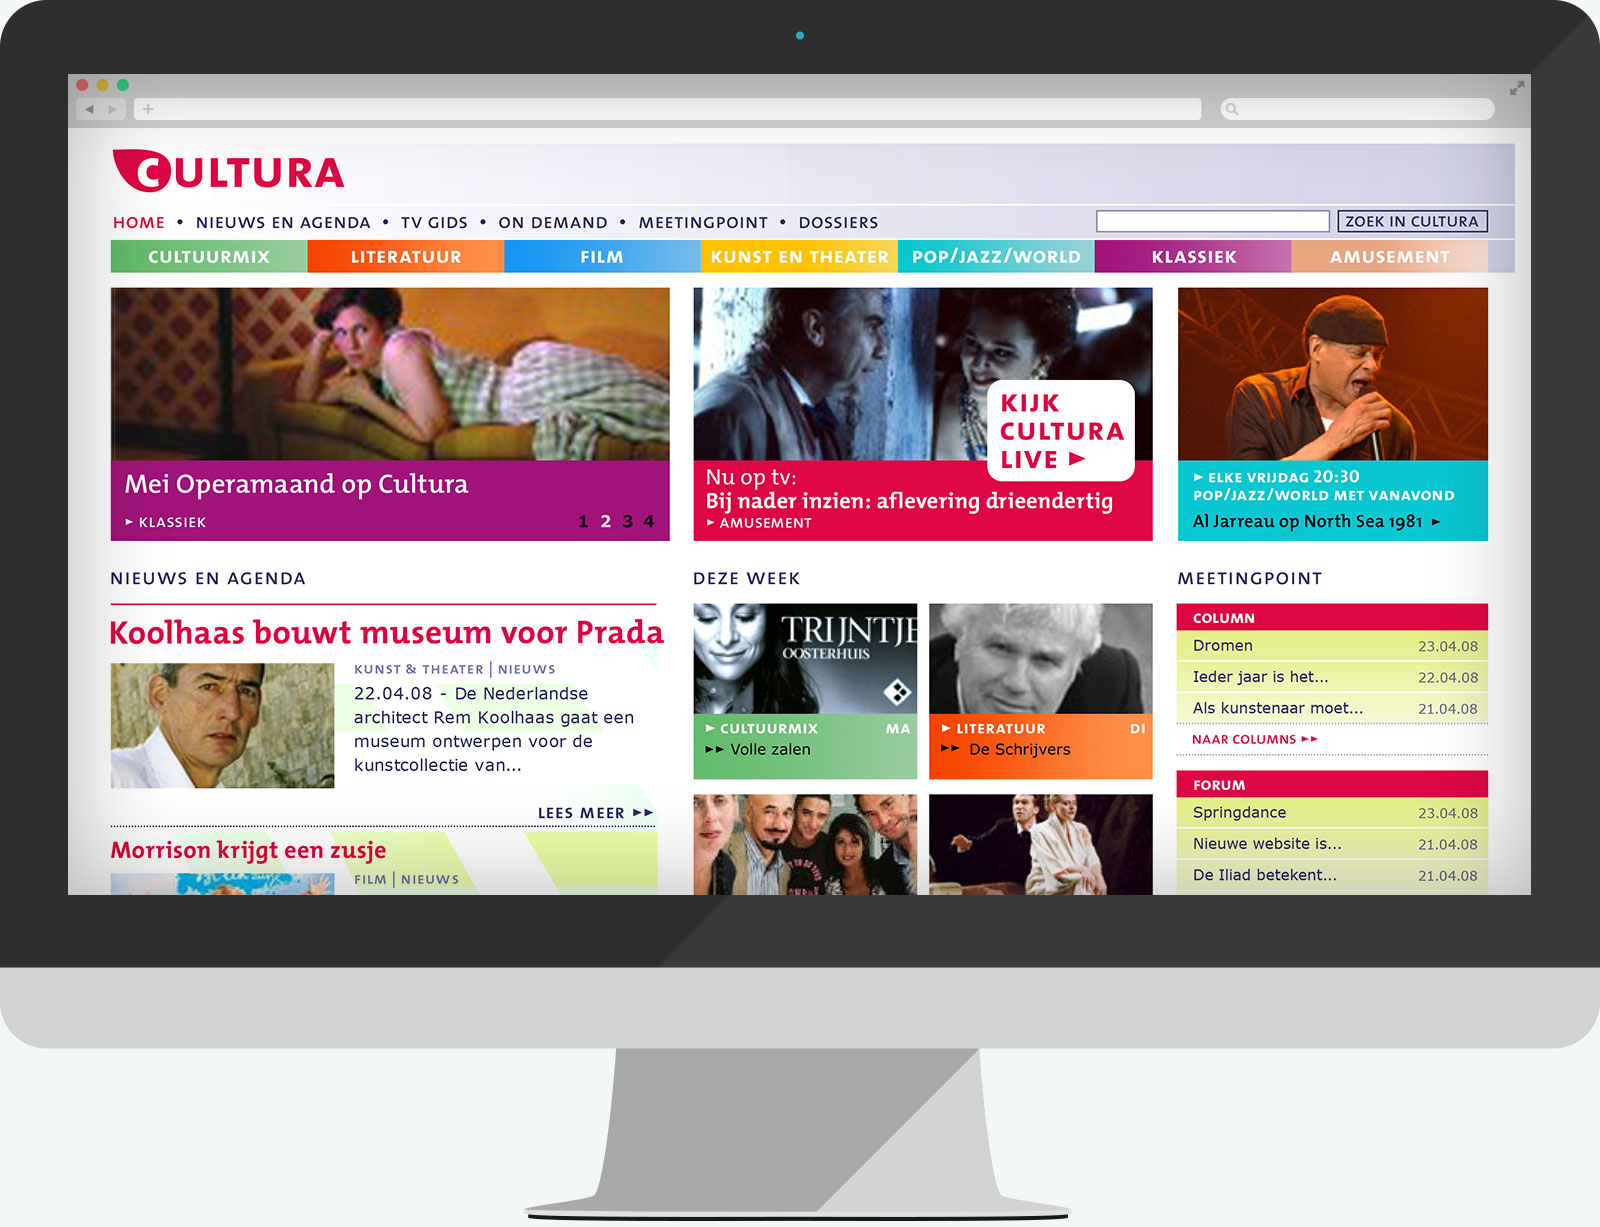 CULTURA
HOME • NIEUWS EN AGENDA • TV GIDS • ON DEMAND • MEETINGPOINT • DOSSIERS
ZOEK IN CULTURA
CULTUURMIX LITERATUUR FILM KUNST EN THEATER POP/JAZZ/WORLD KLASSIEK AMUSEMENT
Mei Operamaand op Cultura
► KLASSIEK
1 2 3 4
KIJK
CULTURA
LIVE ►
Nu op tv:
Bij nader inzien: aflevering drieendertig
► AMUSEMENT
► ELKE VRIJDAG 20:30
POP/JAZZ/WORLD MET VANAVOND
Al Jarreau op North Sea 1981 ►
NIEUWS EN AGENDA
Koolhaas bouwt museum voor Prada
KUNST & THEATER | NIEUWS
22.04.08 - De Nederlandse
architect Rem Koolhaas gaat een
museum ontwerpen voor de
kunstcollectie van...
LEES MEER ►►
Morrison krijgt een zusje
FILM | NIEUWS
DEZE WEEK
TRIJNTJE
OOSTERHUIS
► CULTUURMIX MA
►► Volle zalen
► LITERATUUR DI
►► De Schrijvers
MEETINGPOINT
COLUMN
Dromen 23.04.08
Ieder jaar is het... 22.04.08
Als kunstenaar moet... 21.04.08
NAAR COLUMNS ►►
FORUM
Springdance 23.04.08
Nieuwe website is... 21.04.08
De Iliad betekent... 21.04.08